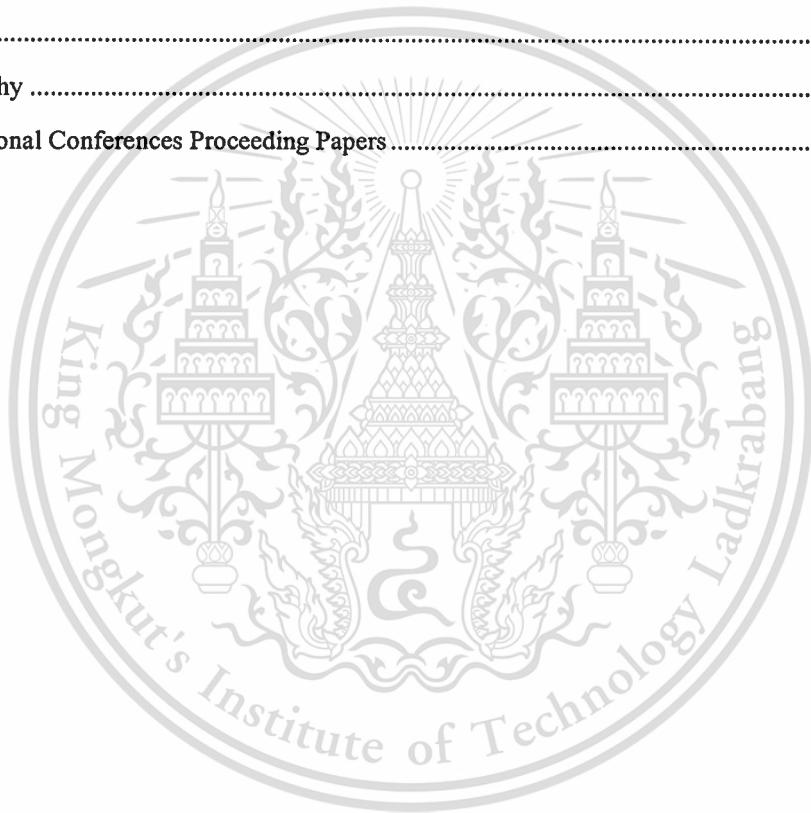 ..........................................................................................
hy ..........................................................................................
onal Conferences Proceeding Papers ..........................................................................................
King Mongkut's Institute of Technology Ladkrabang